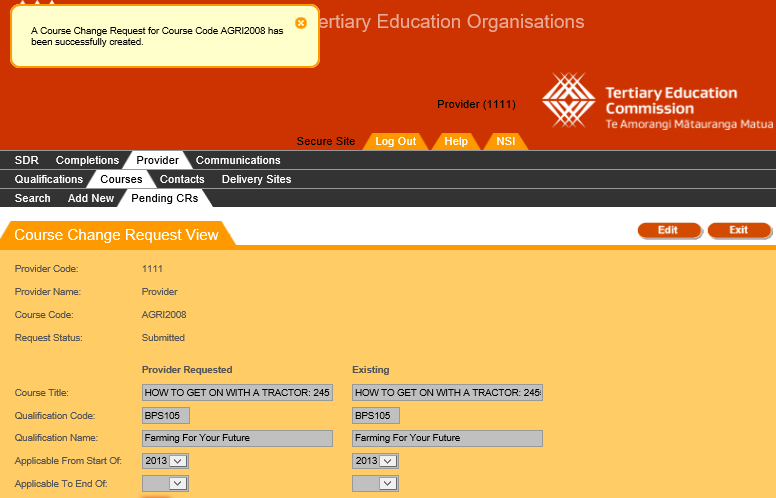 A Course Change Request for Course Code AGRI2008 has
been successfully created.
ertiary Education Organisations
Provider (1111)
Tertiary Education
Commission
Te Amorangi Mātauranga Matua
Secure Site Log Out Help NSI
SDR Completions Provider Communications
Qualifications Courses Contacts Delivery Sites
Search Add New Pending CRs
Course Change Request View Edit Exit
Provider Code: 1111
Provider Name: Provider
Course Code: AGRI2008
Request Status: Submitted
Provider Requested Existing
Course Title: HOW TO GET ON WITH A TRACTOR: 245 HOW TO GET ON WITH A TRACTOR: 245
Qualification Code: BPS105 BPS105
Qualification Name: Farming For Your Future Farming For Your Future
Applicable From Start Of: 2013 2013
Applicable To End Of: